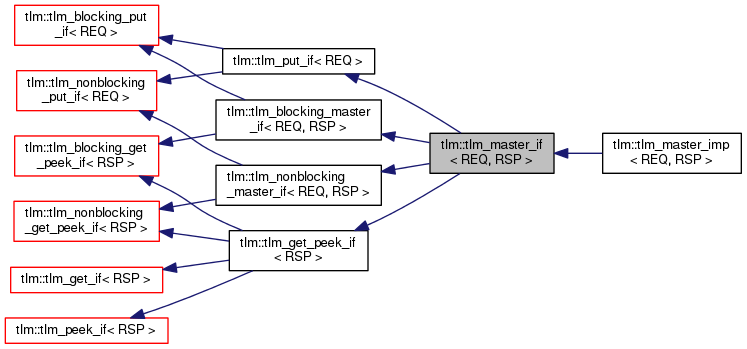 tlm::tlm_blocking_put
_if< REQ >
tlm::tlm_nonblocking
_put_if< REQ >
tlm::tlm_blocking_get
_peek_if< RSP >
tlm::tlm_nonblocking
_get_peek_if< RSP >
tlm::tlm_get_if< RSP >
tlm::tlm_peek_if< RSP >
tlm::tlm_put_if< REQ >
tlm::tlm_blocking_master
_if< REQ, RSP >
tlm::tlm_nonblocking
_master_if< REQ, RSP >
tlm::tlm_get_peek_if
< RSP >
tlm::tlm_master_if
< REQ, RSP >
tlm::tlm_master_imp
< REQ, RSP >